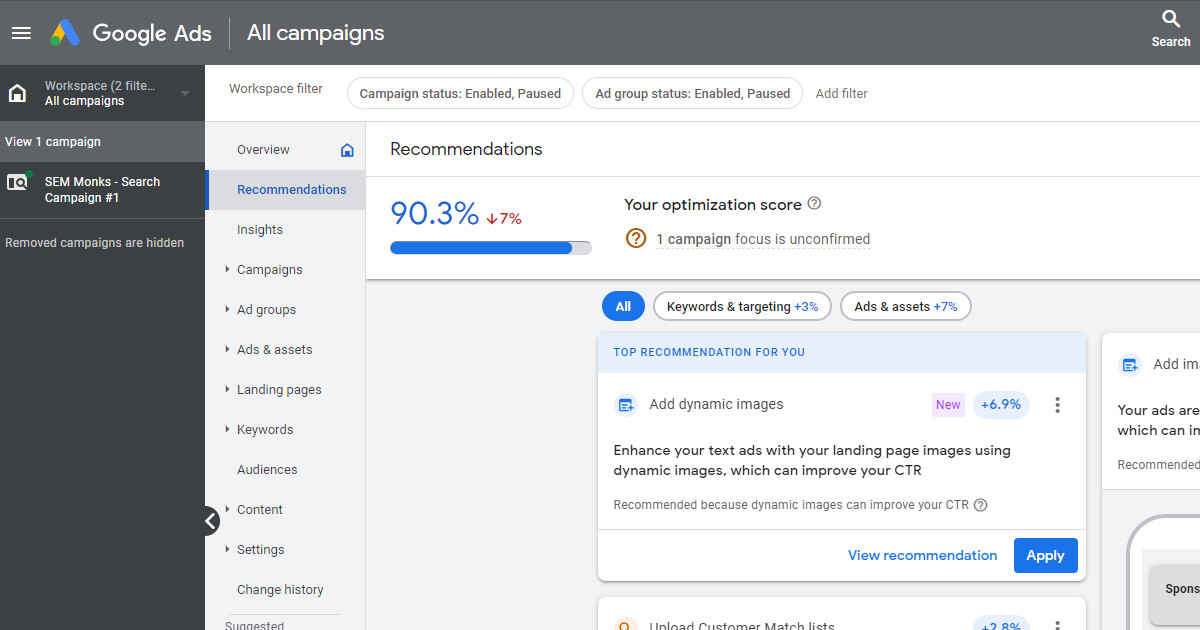 Google Ads
All campaigns
Search
Workspace (2 filte...
All campaigns
View 1 campaign
SEM Monks - Search
Campaign #1
Removed campaigns are hidden
Workspace filter
Campaign status: Enabled, Paused
Ad group status: Enabled, Paused
Add filter
Overview
Recommendations
Insights
Campaigns
Ad groups
Ads & assets
Landing pages
Keywords
Audiences
Content
Settings
Change history
Suggested
Recommendations
90.3% ↓7%
Your optimization score ?
? 1 campaign focus is unconfirmed
All
Keywords & targeting +3%
Ads & assets +7%
TOP RECOMMENDATION FOR YOU
Add dynamic images
New
+6.9%
Enhance your text ads with your landing page images using
dynamic images, which can improve your CTR
Recommended because dynamic images can improve your CTR ?
View recommendation
Apply
Upload Customer Match lists
+2.8%
Add ima
Your ads are
which can im
Recommended
Spons